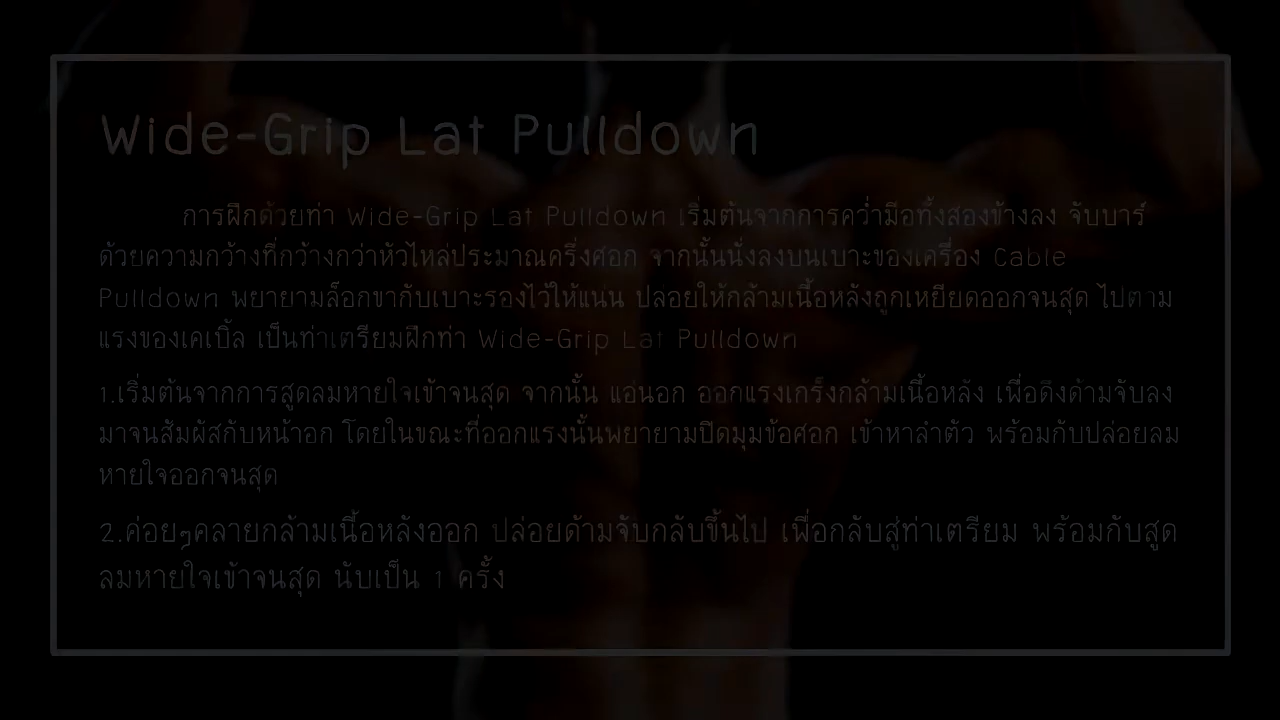 Wide-Grip Lat Pulldown
การฝึกด้วยท่า Wide-Grip Lat Pulldown เริ่มต้นจากการคว่ำมือทั้งสองข้างลง จับบาร์
ด้วยความกว้างที่กว้างกว่าหัวไหล่ประมาณครึ่งศอก จากนั้นนั่งลงบนเบาะของเครื่อง Cable
Pulldown พยายามล็อกขากับเบาะรองไว้ให้แน่น ปล่อยให้กล้ามเนื้อหลังถูกเหยียดออกจนสุด ไปตาม
แรงของเคเบิ้ล เป็นท่าเตรียมฝึกท่า Wide-Grip Lat Pulldown
1.เริ่มต้นจากการสูดลมหายใจเข้าจนสุด จากนั้น แอ่นอก ออกแรงเกร็งกล้ามเนื้อหลัง เพื่อดึงด้ามจับลง
มาจนสัมผัสกับหน้าอก โดยในขณะที่ออกแรงนั้นพยายามปิดมุมข้อศอก เข้าหาลำตัว พร้อมกับปล่อยลม
หายใจออกจนสุด
2.ค่อยๆคลายกล้ามเนื้อหลังออก ปล่อยด้ามจับกลับขึ้นไป เพื่อกลับสู่ท่าเตรียม พร้อมกับสูด
ลมหายใจเข้าจนสุด นับเป็น 1 ครั้ง